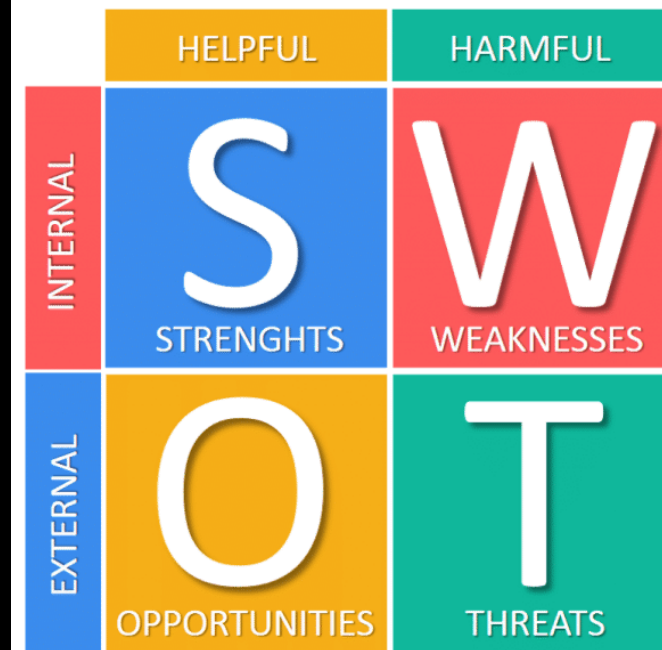 HELPFUL
HARMFUL
INTERNAL
S
STRENGHTS
W
WEAKNESSES
EXTERNAL
O
OPPORTUNITIES
T
THREATS